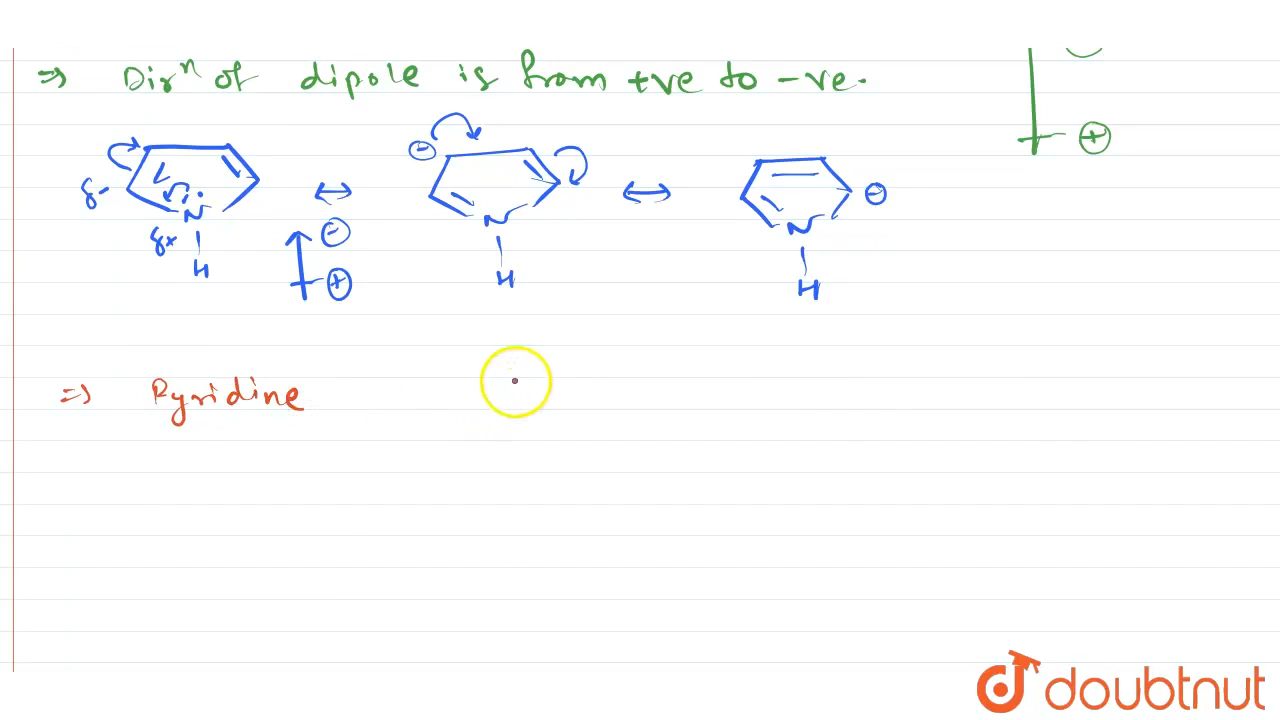 ⇒ Dirⁿ of dipole is from +ve to -ve.
+
δ- N δ+ H ↔ - N H ↔ N - H
- +
⇒ Pyridine
doubtnut